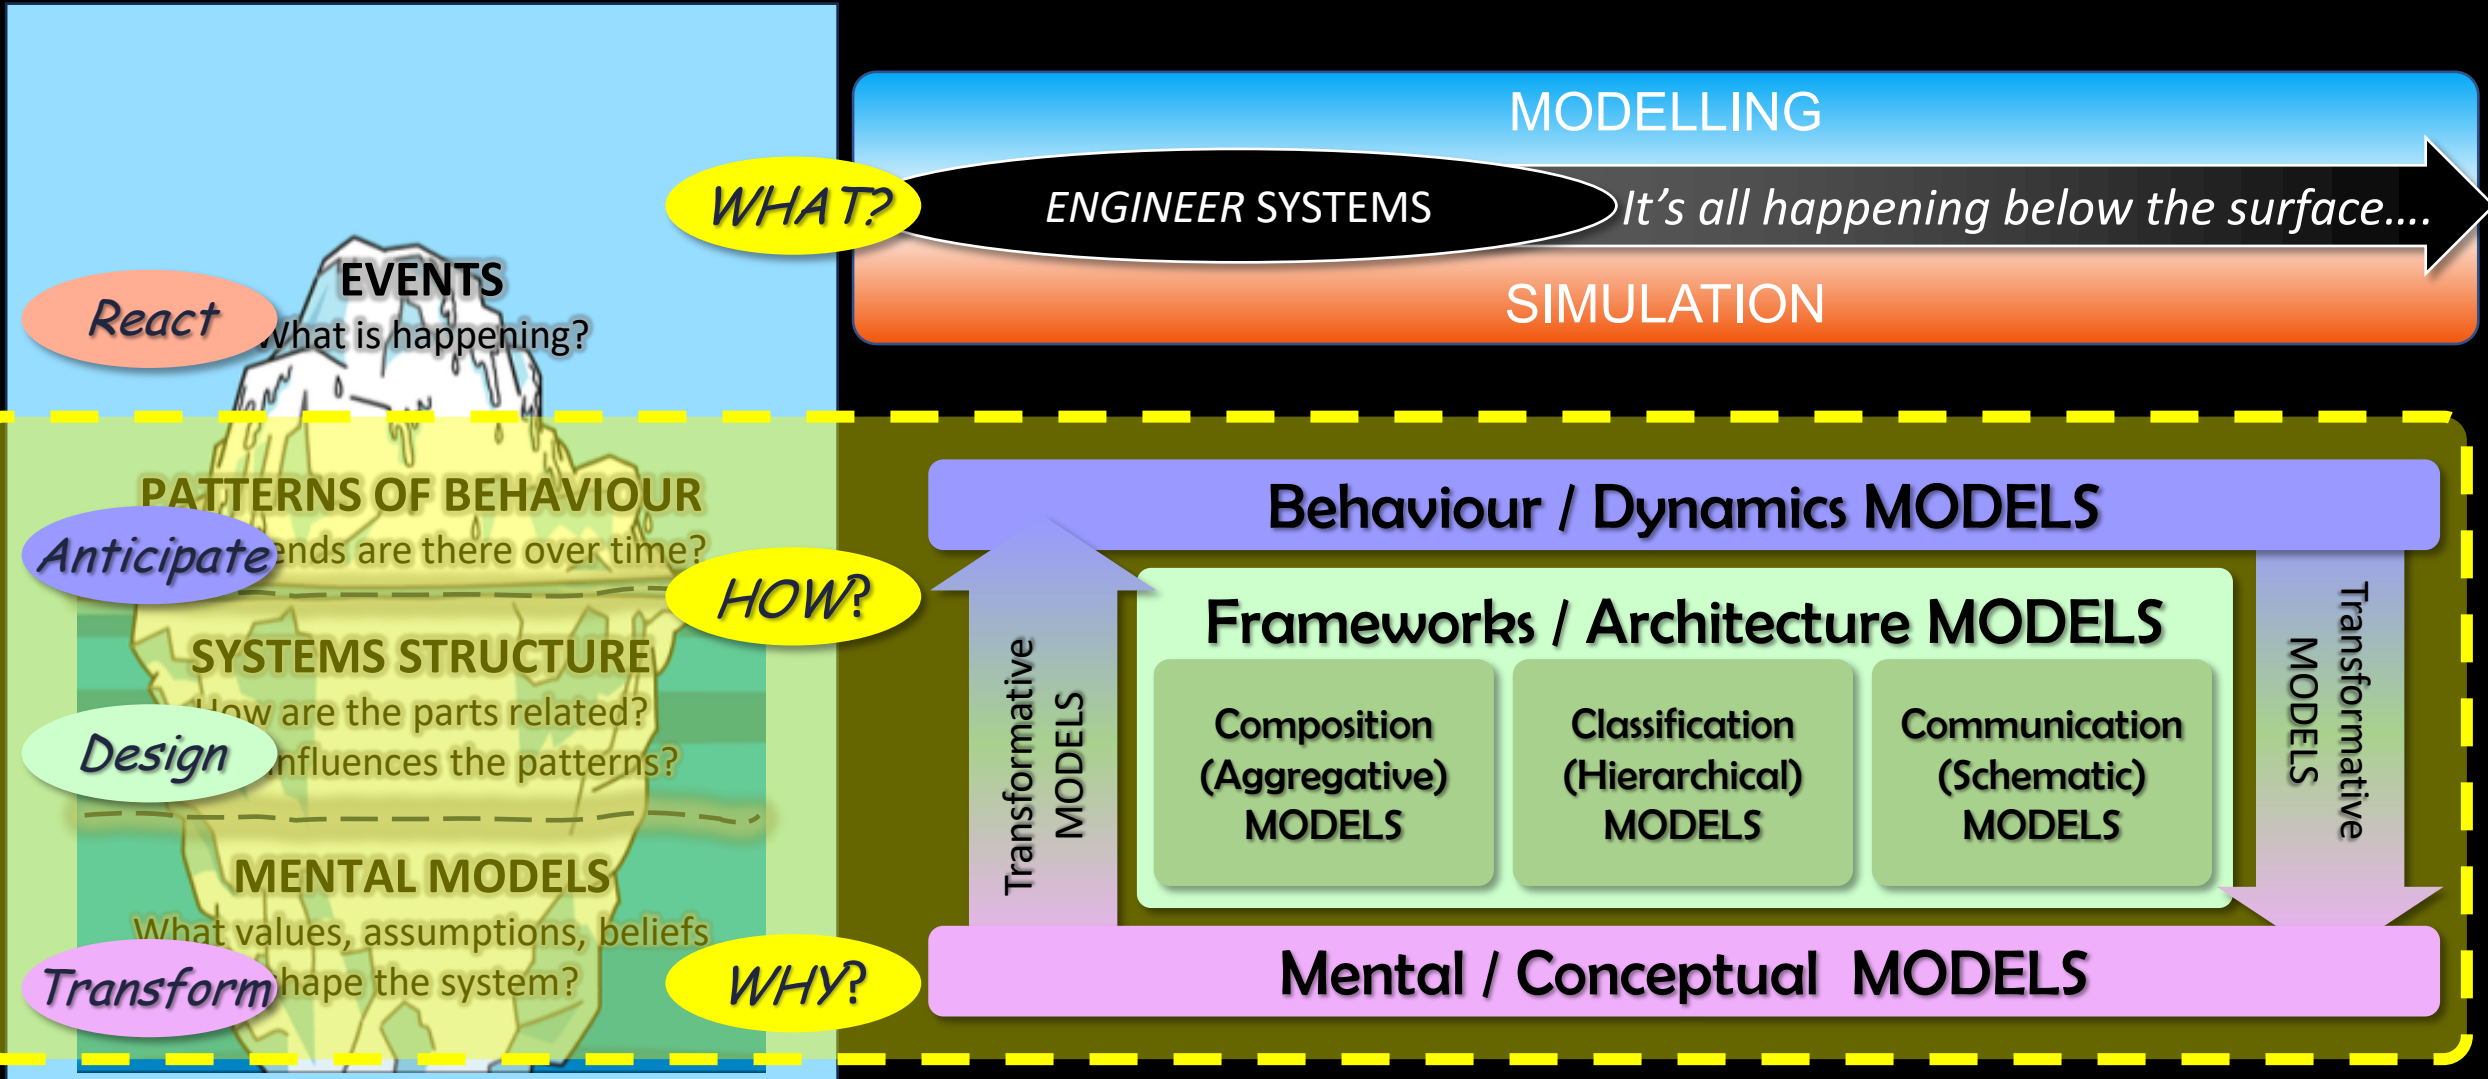 MODELLING
WHAT?
ENGINEER SYSTEMS
It's all happening below the surface....
SIMULATION
EVENTS
React
What is happening?
PATTERNS OF BEHAVIOUR
Anticipate
ends are there over time?
HOW?
SYSTEMS STRUCTURE
How are the parts related?
Design
influences the patterns?
MENTAL MODELS
What values, assumptions, beliefs
Transform
shape the system?
WHY?
Behaviour / Dynamics MODELS
Transformative
MODELS
Frameworks / Architecture MODELS
Composition
(Aggregative)
MODELS
Classification
(Hierarchical)
MODELS
Communication
(Schematic)
MODELS
Transformative
MODELS
Mental / Conceptual MODELS